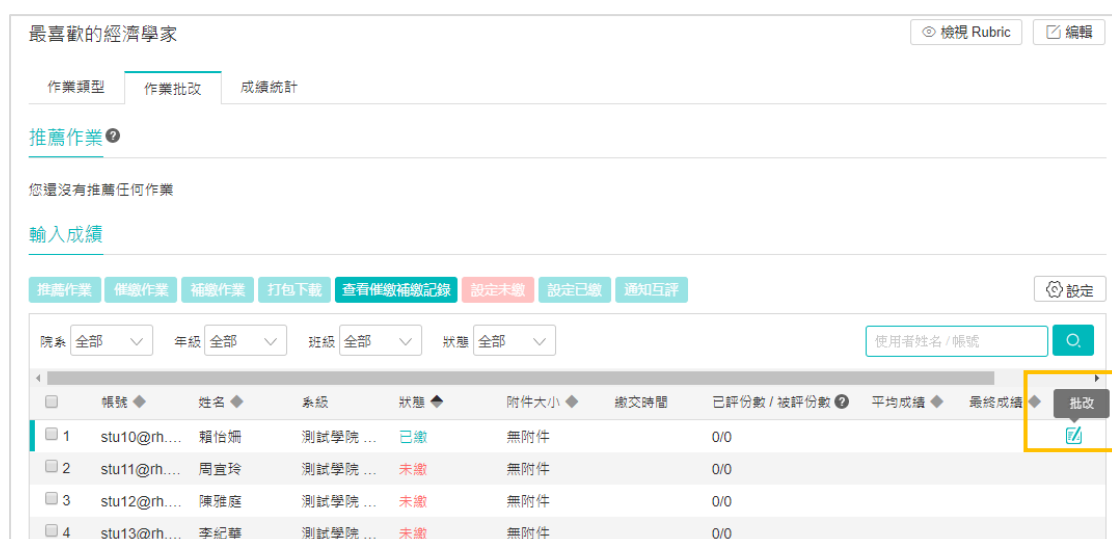 最喜歡的經濟學家 檢視 Rubric 編輯
作業類型 作業批改 成績統計
推薦作業
您還沒有推薦任何作業
輸入成績
推薦作業 催繳作業 補繳作業 打包下載 查看催繳補繳記錄 設定未繳 設定已繳 通知互評 設定
院系 全部 年級 全部 班級 全部 狀態 全部 使用者姓名 / 帳號
帳號 姓名 系級 狀態 附件大小 繳交時間 已評份數 / 被評份數 平均成績 最終成績 批改
1 stu10@rh.... 賴怡姍 測試學院 ... 已繳 無附件 0/0
2 stu11@rh.... 周宜玲 測試學院 ... 未繳 無附件 0/0
3 stu12@rh.... 陳雅庭 測試學院 ... 未繳 無附件 0/0
4 stu13@rh.... 李紀華 測試學院 ... 未繳 無附件 0/0